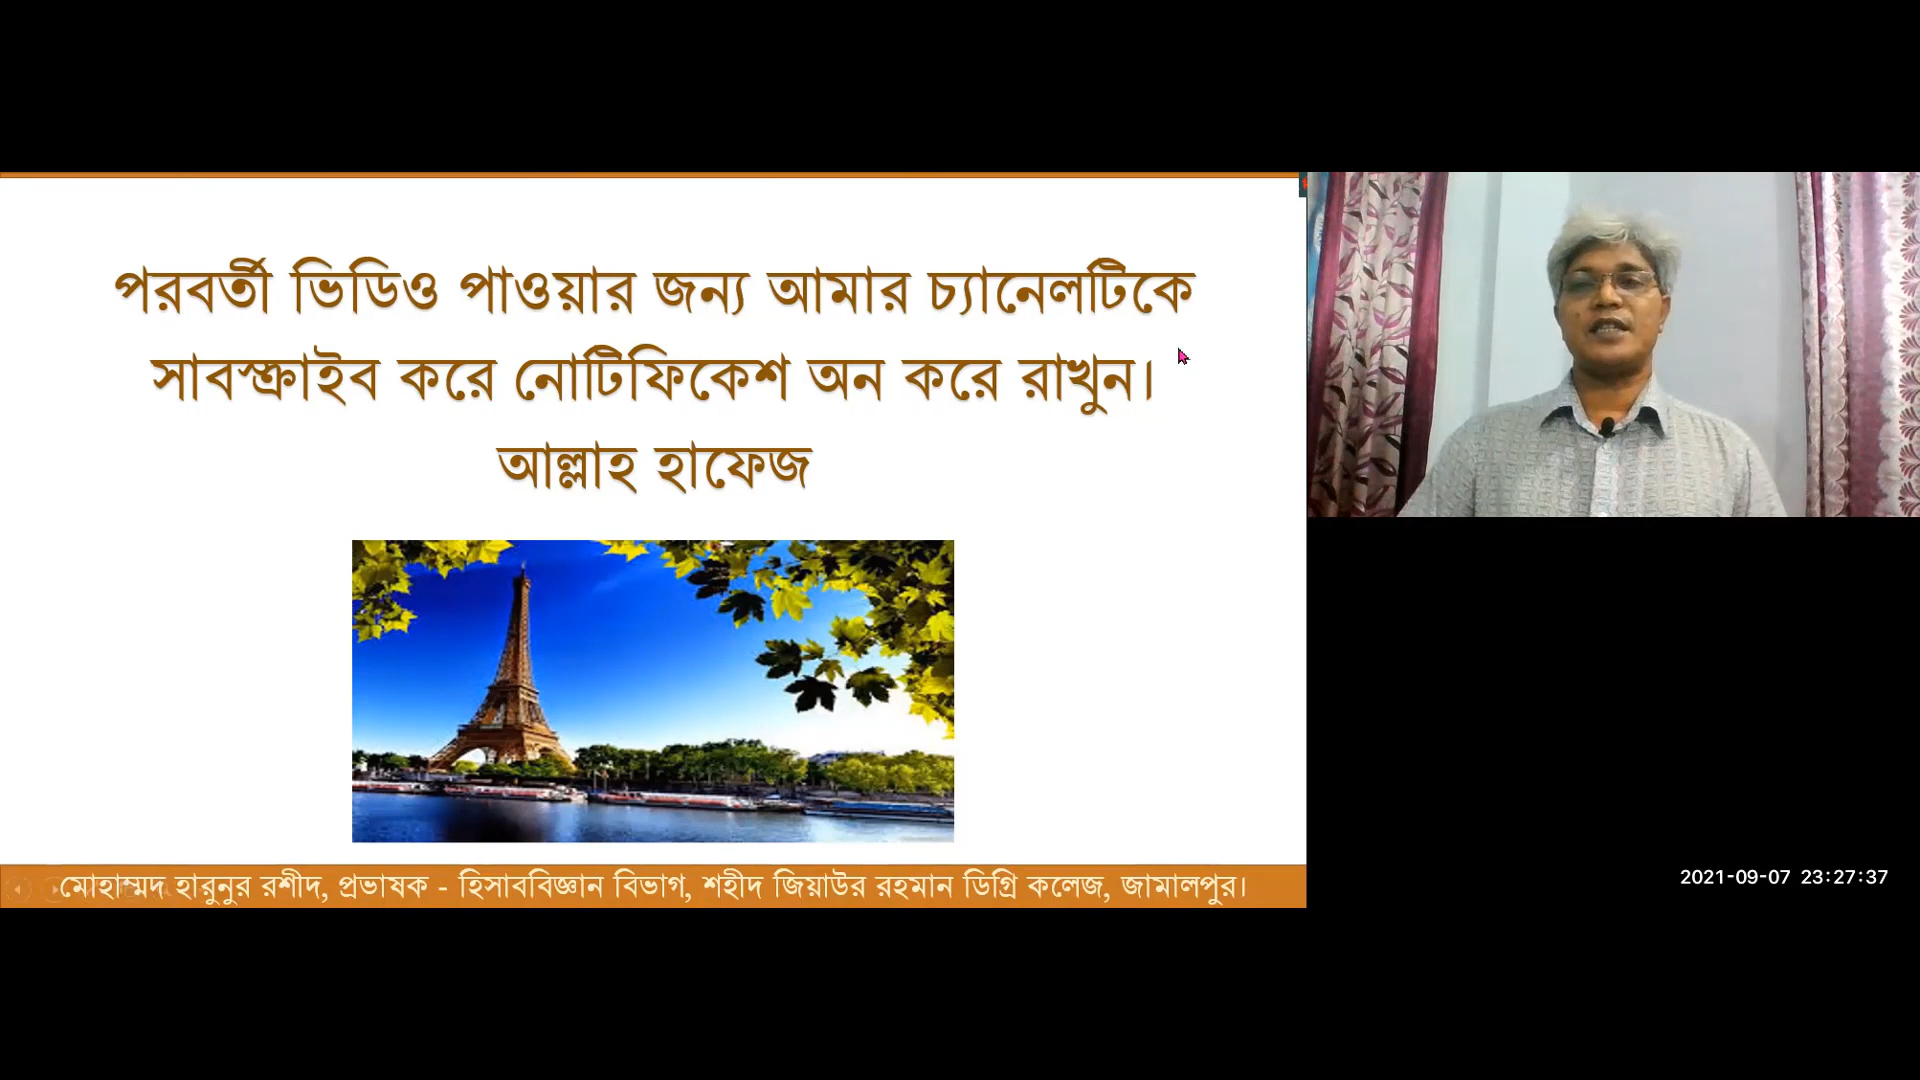 পরবর্তী ভিডিও পাওয়ার জন্য আমার চ্যানেলটিকে
সাবস্ক্রাইব করে নোটিফিকেশ অন করে রাখুন।
আল্লাহ হাফেজ
মোহাম্মদ হারুনুর রশীদ, প্রভাষক - হিসাববিজ্ঞান বিভাগ, শহীদ জিয়াউর রহমান ডিগ্রি কলেজ, জামালপুর।
2021-09-07 23:27:37